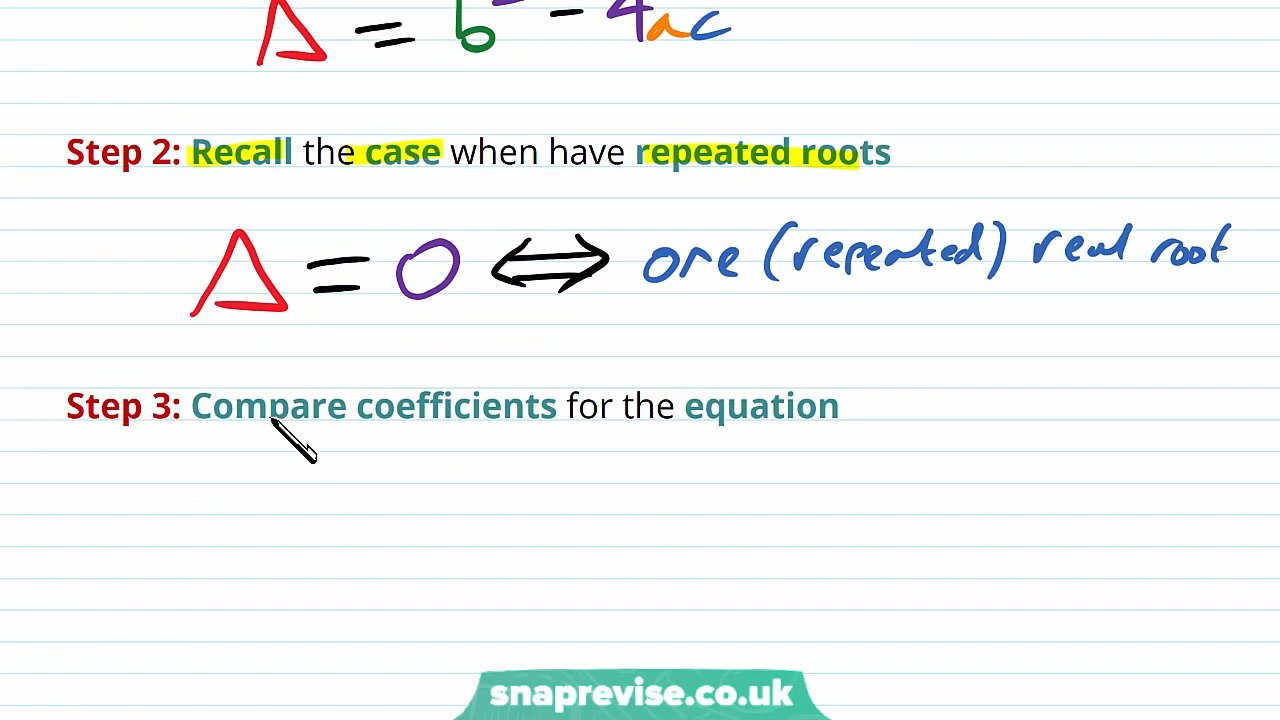 Δ = b² - 4ac
Step 2: Recall the case when have repeated roots
Δ = 0 ⟺ one (repeated) real root
Step 3: Compare coefficients for the equation
snaprevise.co.uk